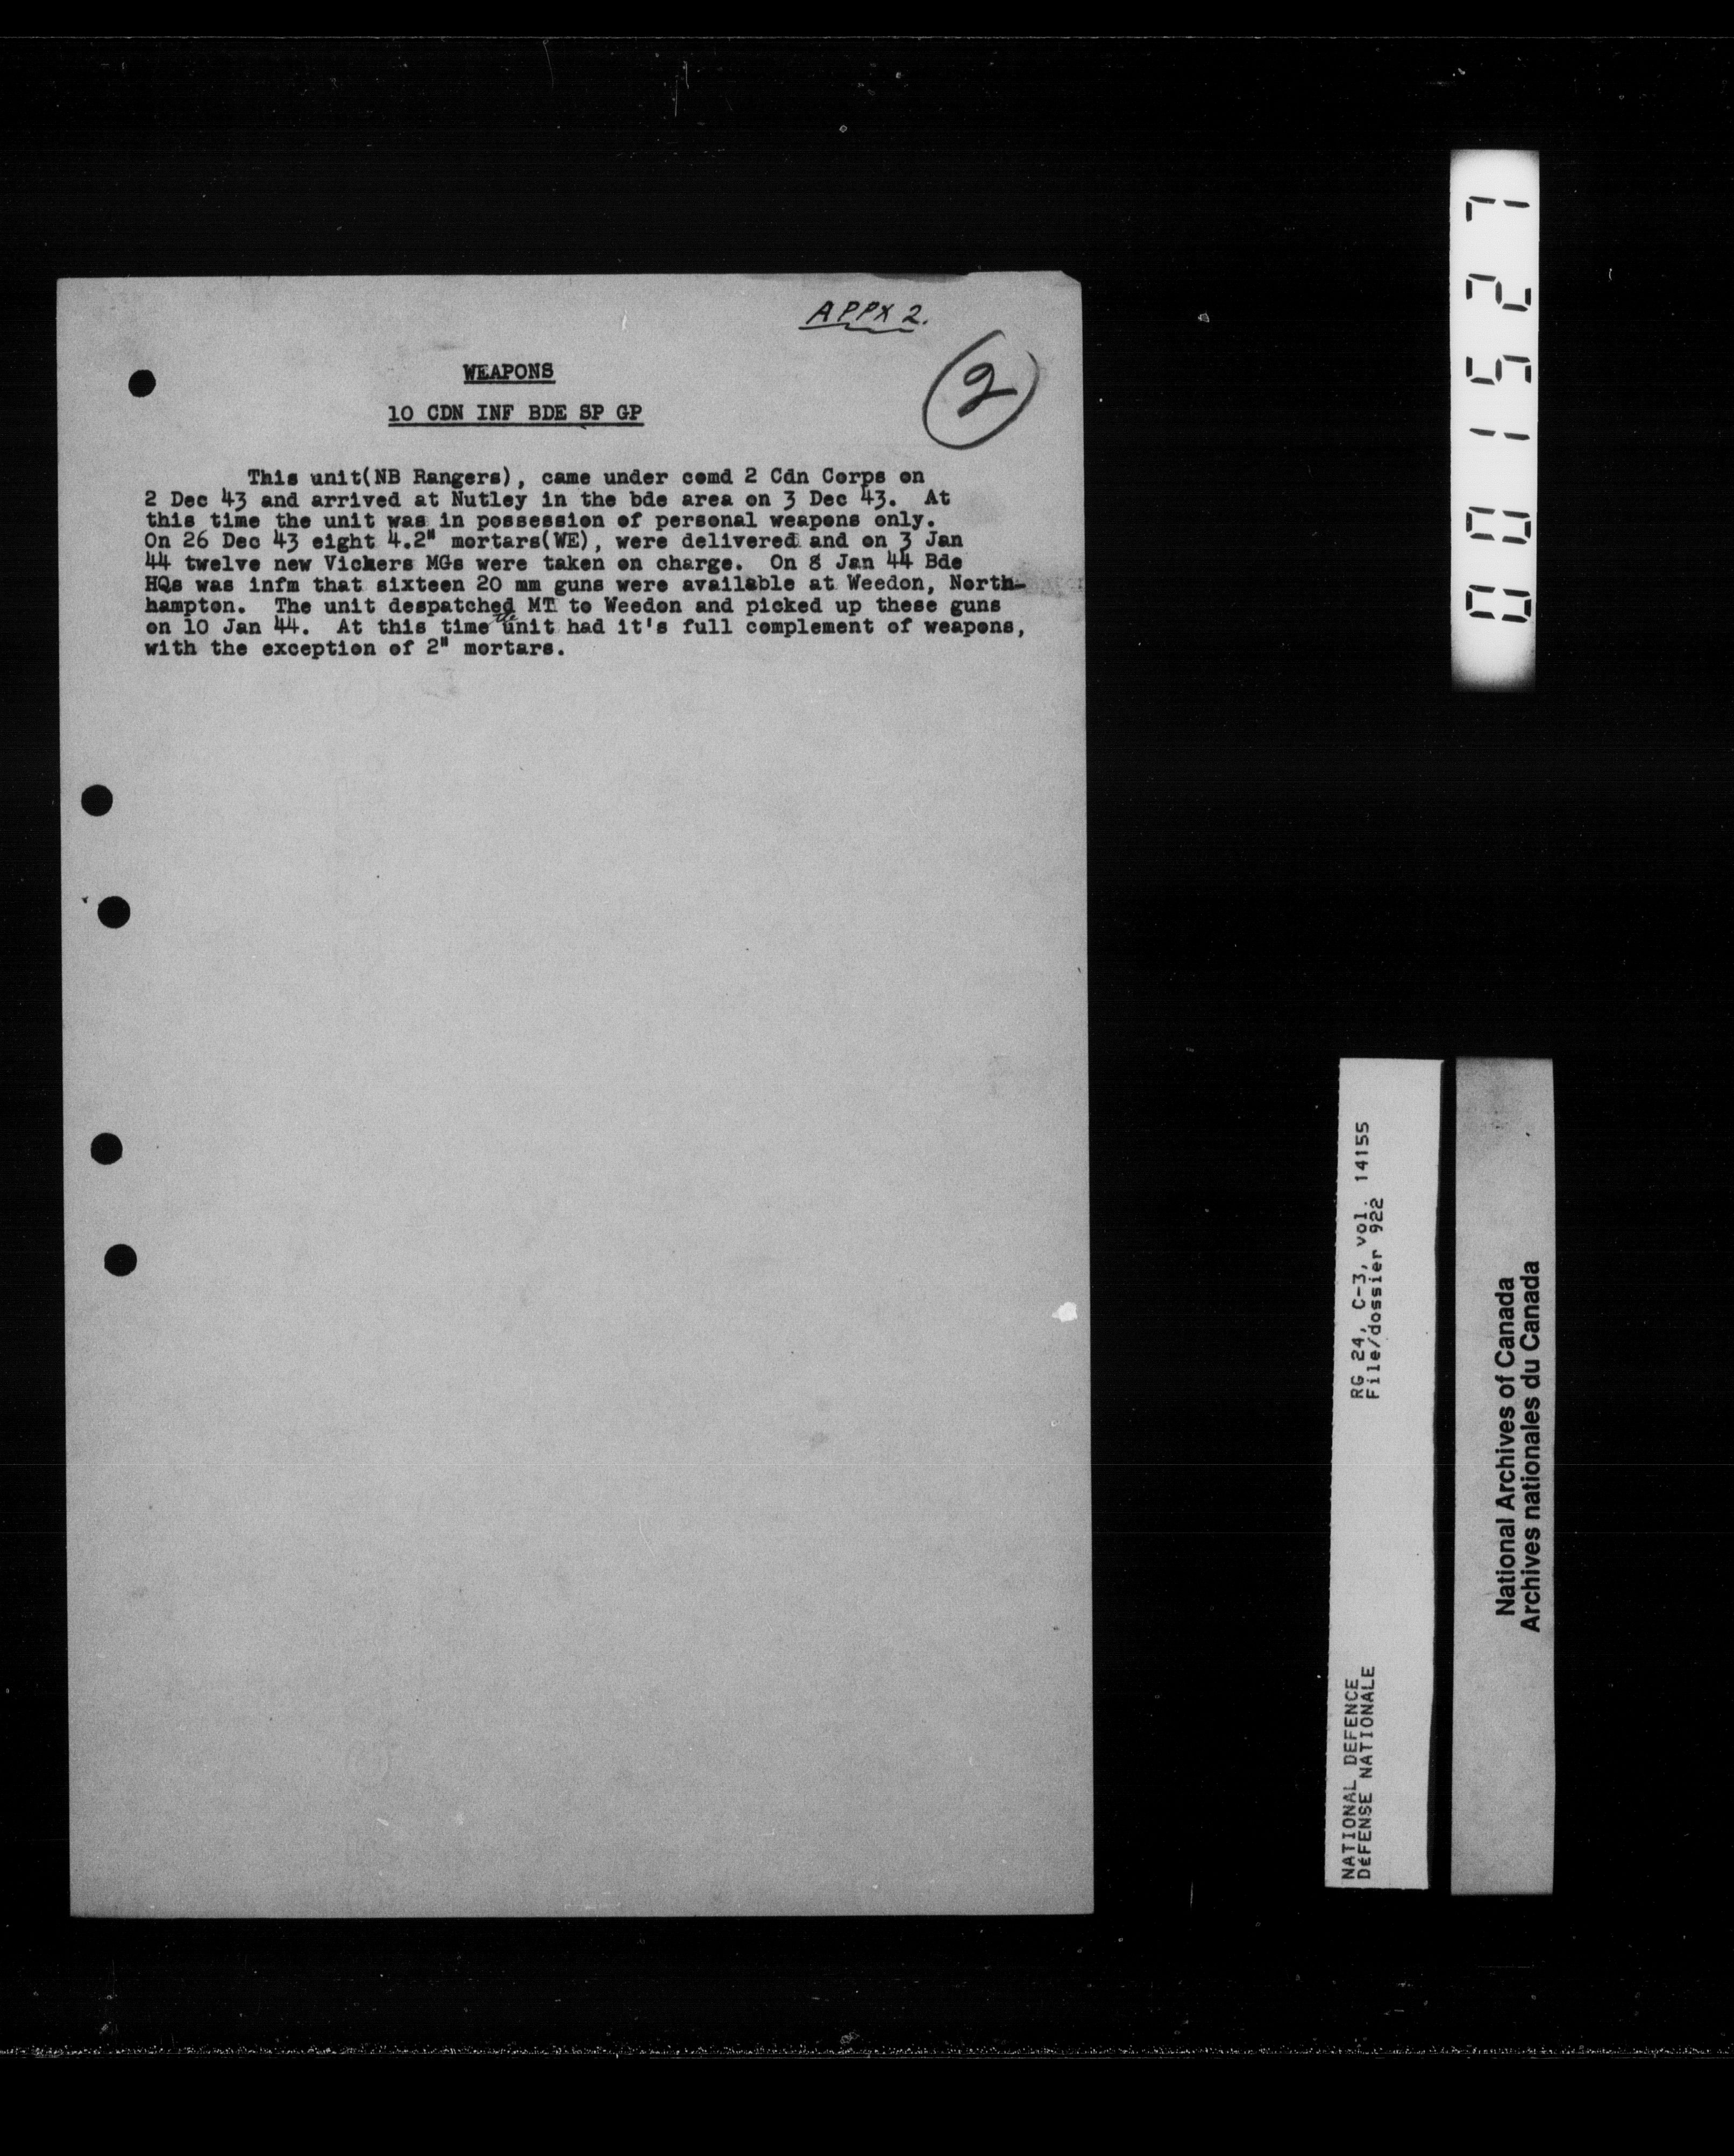 APPX 2.
2
WEAPONS
10 CDN INF BDE SP GP
This unit(NB Rangers), came under comd 2 Cdn Corps on
2 Dec 43 and arrived at Nutley in the bde area on 3 Dec 43. At
this time the unit was in possession of personal weapons only.
On 26 Dec 43 eight 4.2" mortars(WE), were delivered and on 3 Jan
44 twelve new Vickers MGs were taken on charge. On 8 Jan 44 Bde
HQs was infm that sixteen 20 mm guns were available at Weedon, North-
hampton. The unit despatched MT to Weedon and picked up these guns
on 10 Jan 44. At this time the unit had it's full complement of weapons,
with the exception of 2" mortars.
001527
RG 24, C-3, vol. 14155
File/dossier 922
NATIONAL DEFENCE
DéFENSE NATIONALE
National Archives of Canada
Archives nationales du Canada